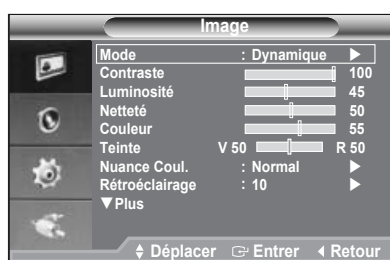 Image
Mode : Dynamique ▶
Contraste 100
Luminosité 45
Netteté 50
Couleur 55
Teinte V 50 R 50
Nuance Coul. : Normal ▶
Rétroéclairage : 10 ▶
▼Plus
Déplacer Entrer Retour